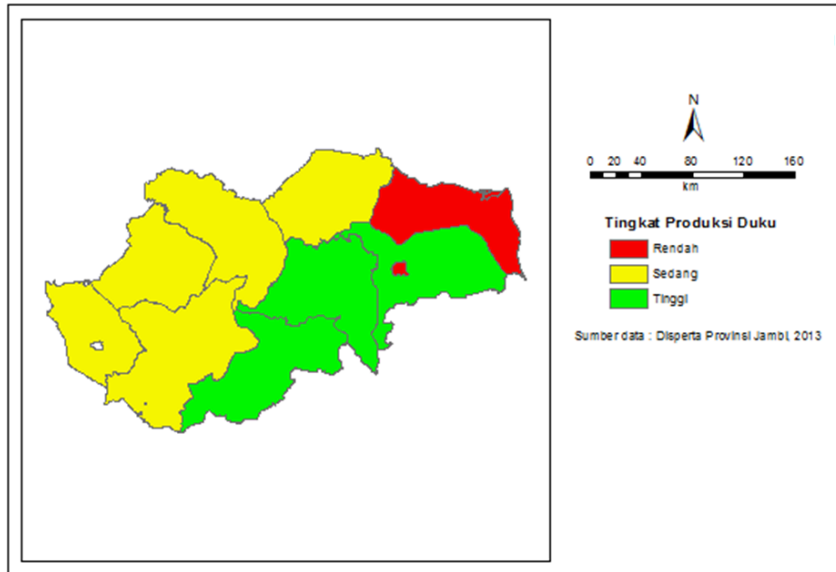 N
0 20 40 80 120 160
km
Tingkat Produksi Duku
Rendah
Sedang
Tinggi
Sumber data : Disperta Provinsi Jambi, 2013